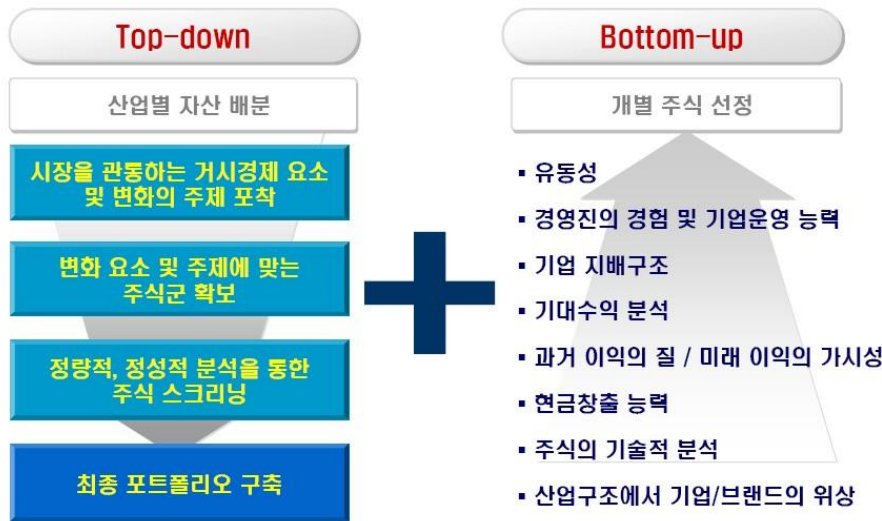 Top-down
산업별 자산 배분
시장을 관통하는 거시경제 요소
및 변화의 주제 포착
변화 요소 및 주제에 맞는
주식군 확보
정량적, 정성적 분석을 통한
주식 스크리닝
최종 포트폴리오 구축
Bottom-up
개별 주식 선정
▪ 유동성
▪ 경영진의 경험 및 기업운영 능력
▪ 기업 지배구조
▪ 기대수익 분석
▪ 과거 이익의 질 / 미래 이익의 가시성
▪ 현금창출 능력
▪ 주식의 기술적 분석
▪ 산업구조에서 기업/브랜드의 위상